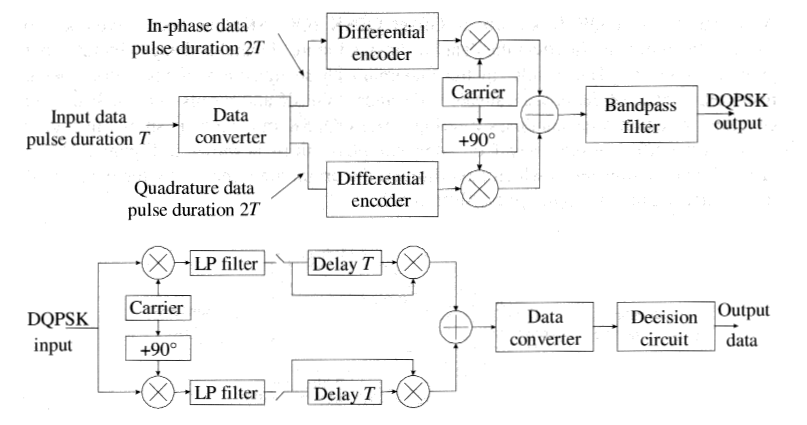 In-phase data
pulse duration 2T
Differential
encoder
Carrier
Input data
pulse duration T
Data
converter
Bandpass
filter
DQPSK
output
+90°
Quadrature data
pulse duration 2T
Differential
encoder
LP filter
Delay T
Carrier
DQPSK
input
+90°
Data
converter
Decision
circuit
Output
data
LP filter
Delay T